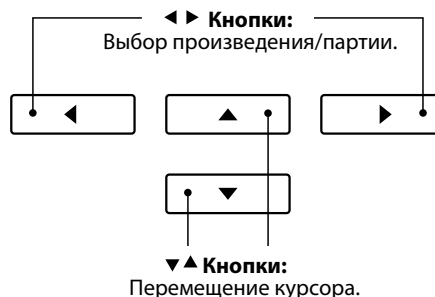 ◀ ▶ Кнопки:
Выбор произведения/партии.
◀
▲
▶
▼
▼▲ Кнопки:
Перемещение курсора.